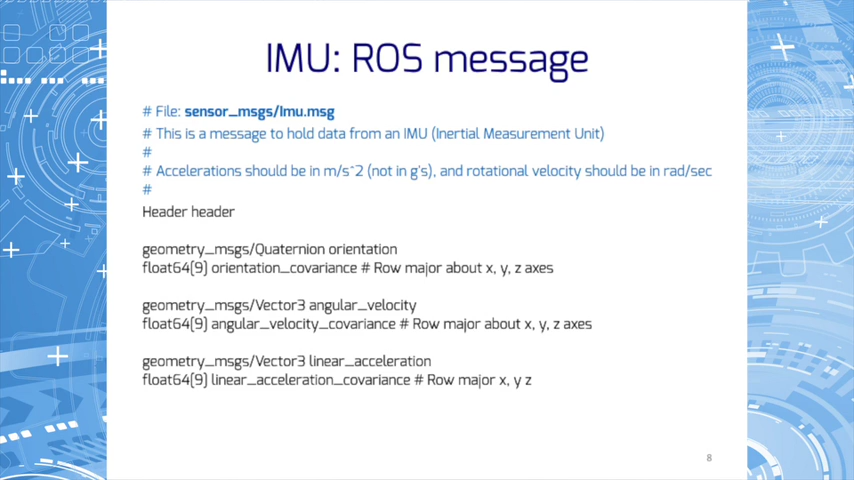 IMU: ROS message
# File: sensor_msgs/Imu.msg
# This is a message to hold data from an IMU (Inertial Measurement Unit)
#
# Accelerations should be in m/s^2 (not in g's), and rotational velocity should be in rad/sec
#
Header header
geometry_msgs/Quaternion orientation
float64[9] orientation_covariance # Row major about x, y, z axes
geometry_msgs/Vector3 angular_velocity
float64[9] angular_velocity_covariance # Row major about x, y, z axes
geometry_msgs/Vector3 linear_acceleration
float64[9] linear_acceleration_covariance # Row major x, y z
8